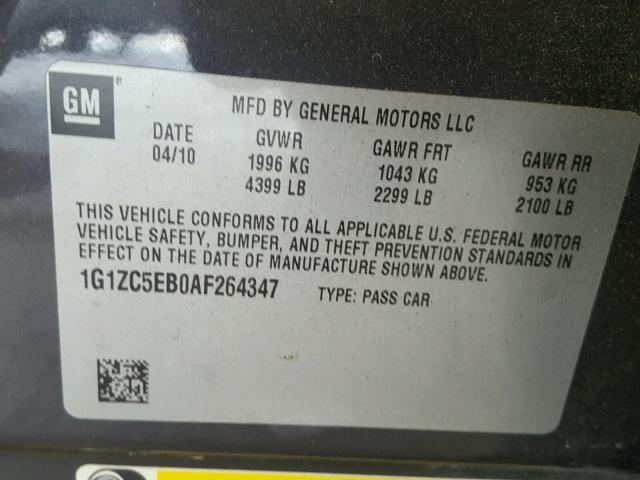 GM®
MFD BY GENERAL MOTORS LLC
DATE GVWR GAWR FRT GAWR RR
04/10 1996 KG 1043 KG 953 KG
4399 LB 2299 LB 2100 LB
THIS VEHICLE CONFORMS TO ALL APPLICABLE U.S. FEDERAL MOTOR
VEHICLE SAFETY, BUMPER, AND THEFT PREVENTION STANDARDS IN
EFFECT ON THE DATE OF MANUFACTURE SHOWN ABOVE.
1G1ZC5EB0AF264347 TYPE: PASS CAR